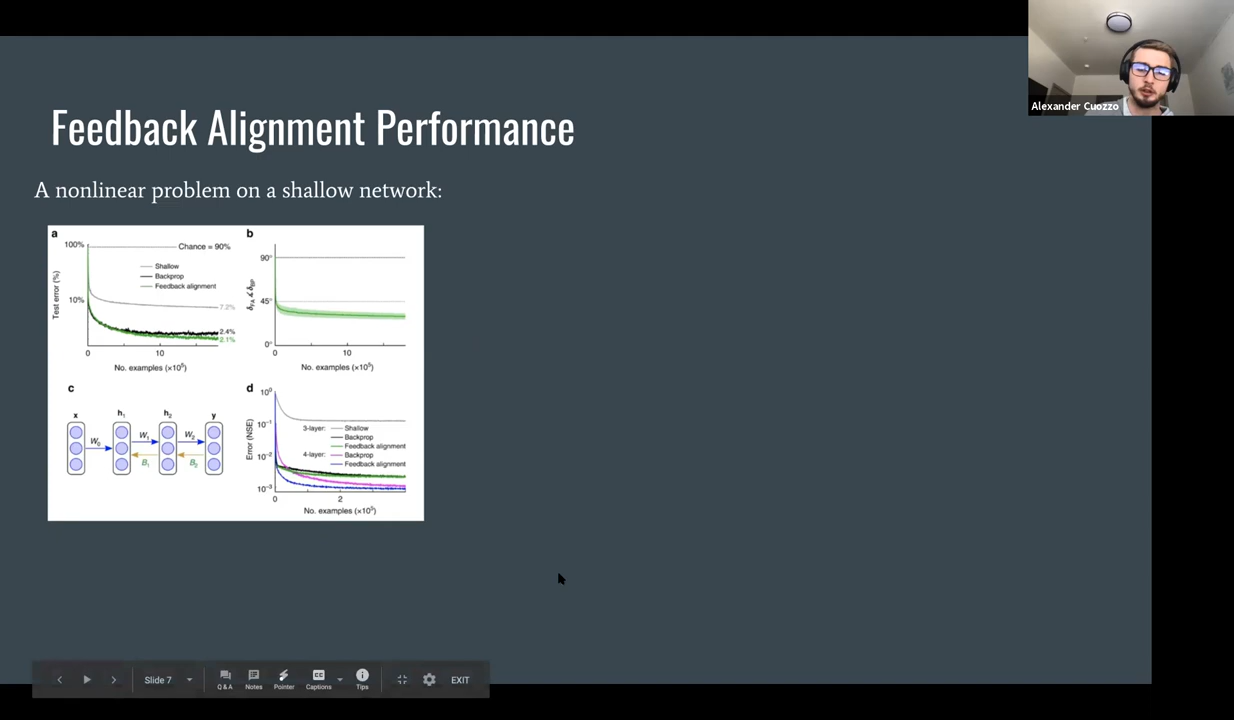 Alexander Cuozzo
Feedback Alignment Performance
A nonlinear problem on a shallow network:
a
100%
Chance = 90%
Shallow
Backprop
Feedback alignment
Test error (%)
10%
7.2%
2.4%
2.1%
0
10
No. examples (×10⁵)
b
90°
δFA ∡ δBP
45°
0°
0
10
No. examples (×10⁵)
c
x
h₁
h₂
y
W₀
W₁
W₂
B₁
B₂
d
10⁰
10⁻¹
10⁻²
10⁻³
Error (NSE)
3-layer: Shallow
Backprop
Feedback alignment
4-layer: Backprop
Feedback alignment
0
2
No. examples (×10⁵)
Slide 7
Q & A
Notes
Pointer
CC
Captions
Tips
EXIT